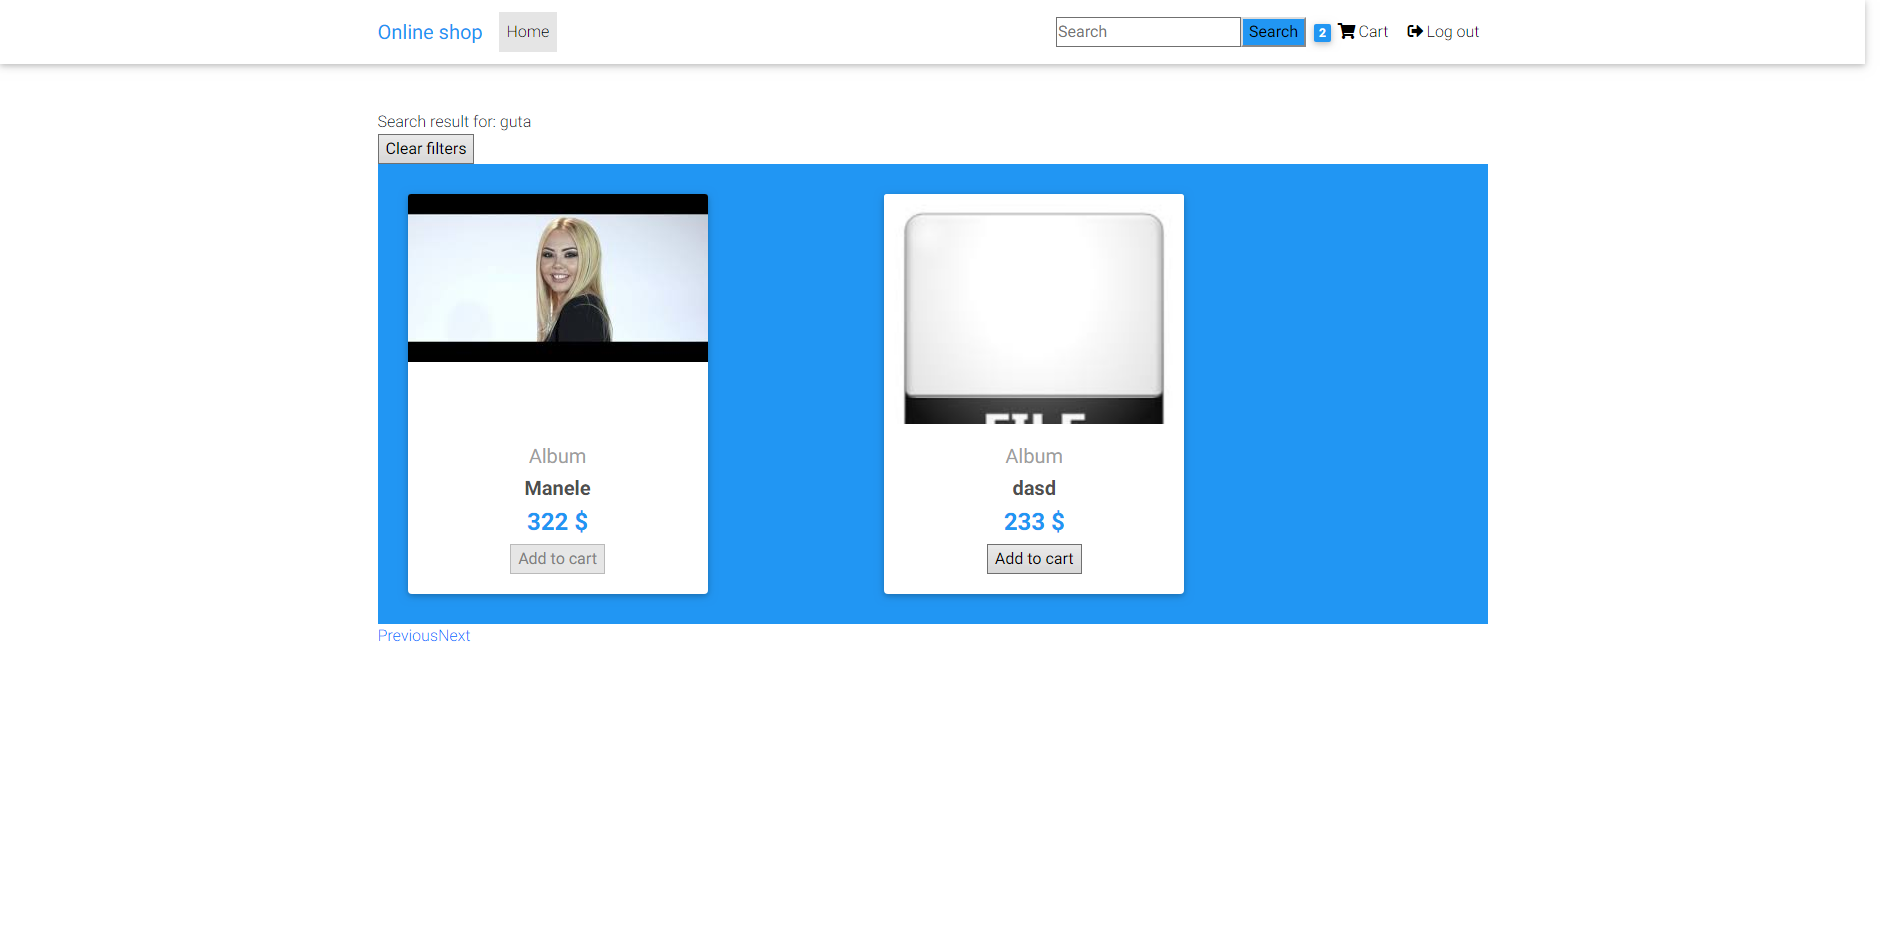 Online shop Home Search Search 2 Cart Log out
Search result for: guta
Clear filters
FILE
Album
Manele
322 $
Add to cart
Album
dasd
233 $
Add to cart
PreviousNext